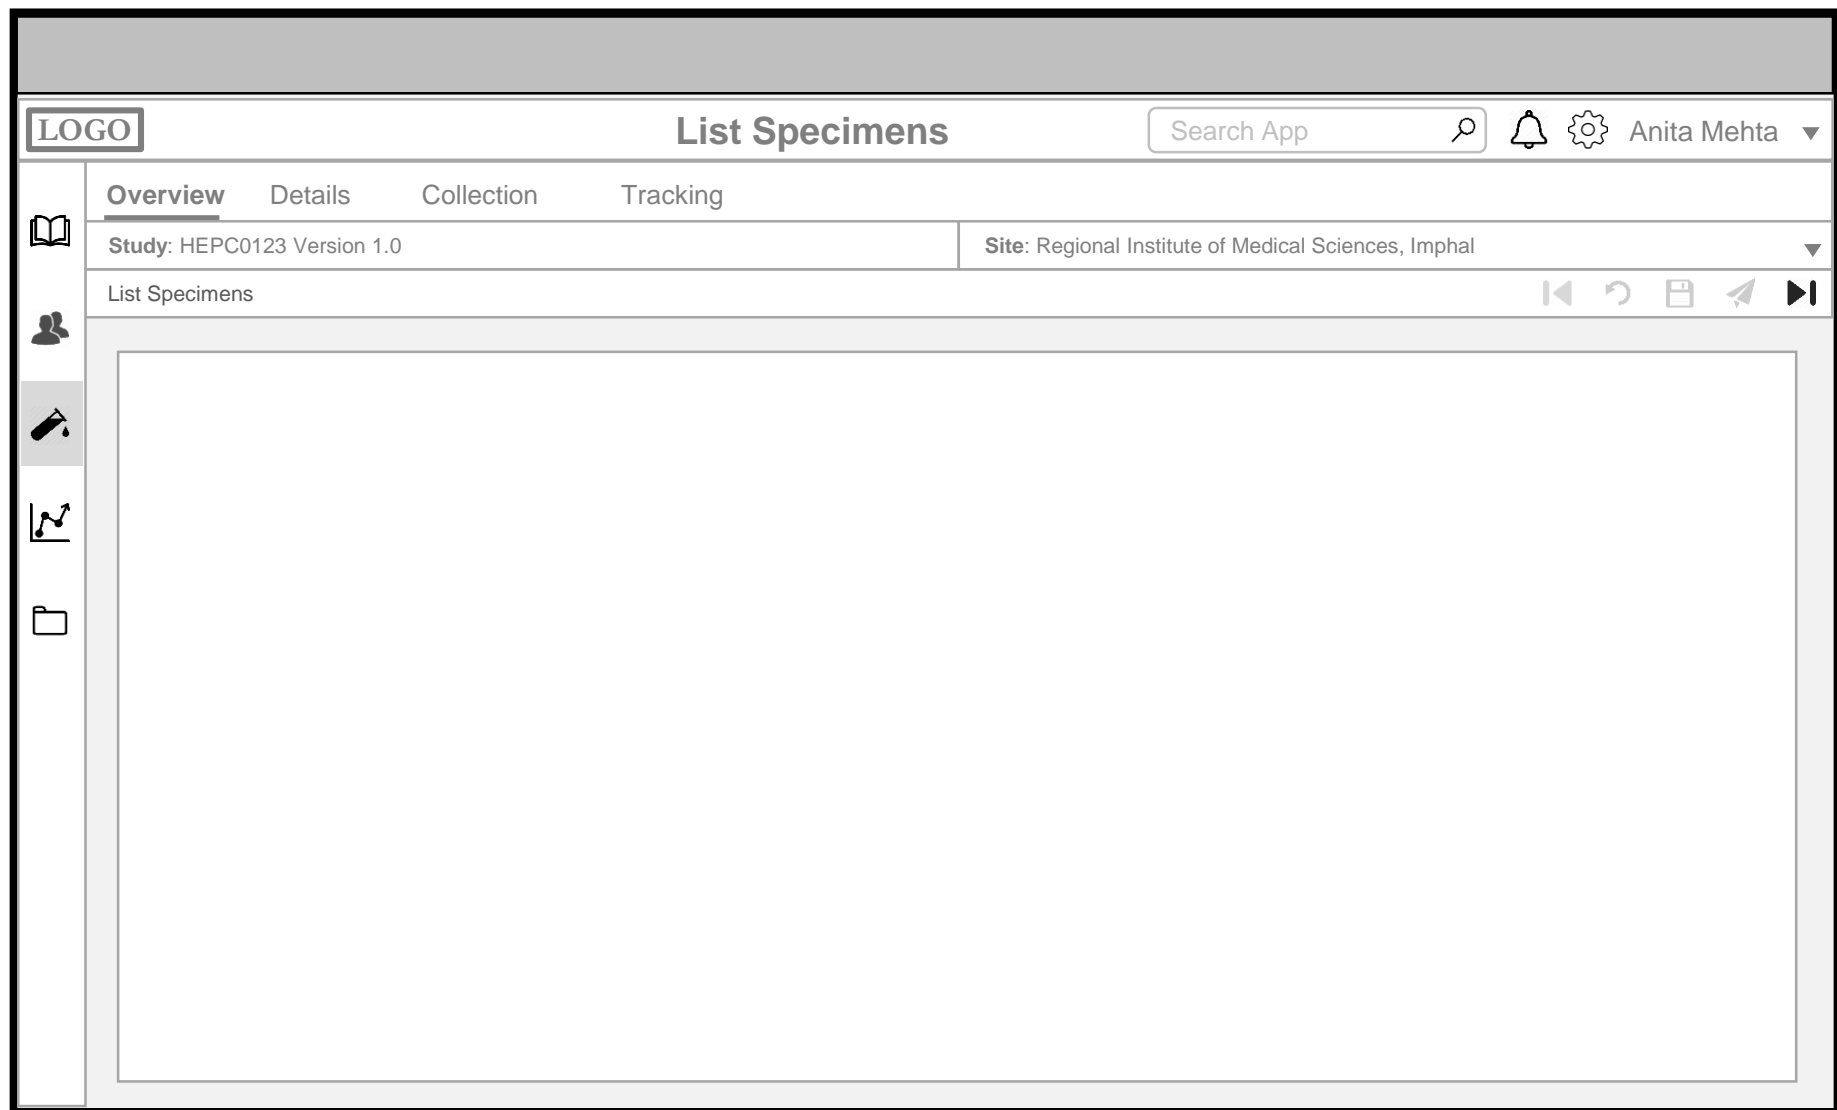 LOGO List Specimens Search App Anita Mehta
Overview Details Collection Tracking
Study: HEPC0123 Version 1.0 Site: Regional Institute of Medical Sciences, Imphal
List Specimens